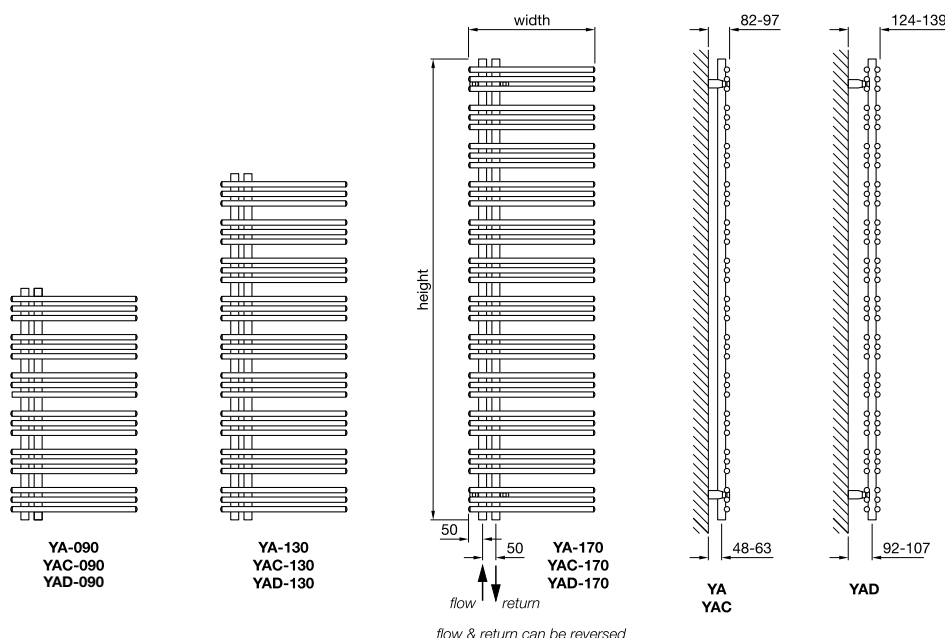 width
82-97
124-139
height
50
50
48-63
92-107
YA-090
YAC-090
YAD-090
YA-130
YAC-130
YAD-130
YA-170
YAC-170
YAD-170
YA
YAC
YAD
flow
return
flow & return can be reversed